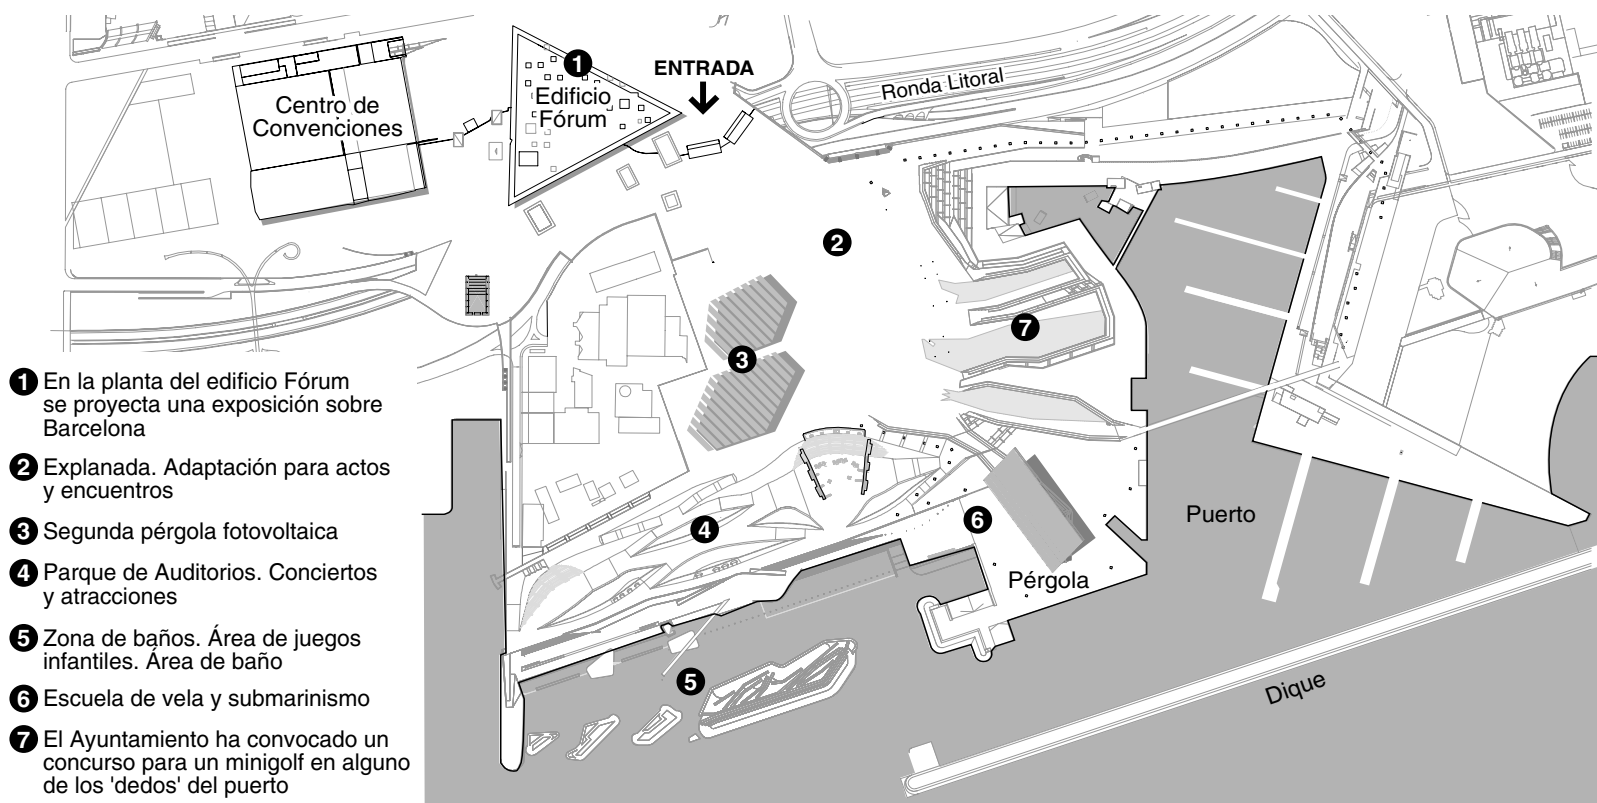 1
Edificio
Fórum
ENTRADA
Ronda Litoral
Centro de
Convenciones
2
7
3
4
6
Puerto
Pérgola
5
Dique
1 En la planta del edificio Fórum
se proyecta una exposición sobre
Barcelona
2 Explanada. Adaptación para actos
y encuentros
3 Segunda pérgola fotovoltaica
4 Parque de Auditorios. Conciertos
y atracciones
5 Zona de baños. Área de juegos
infantiles. Área de baño
6 Escuela de vela y submarinismo
7 El Ayuntamiento ha convocado un
concurso para un minigolf en alguno
de los 'dedos' del puerto